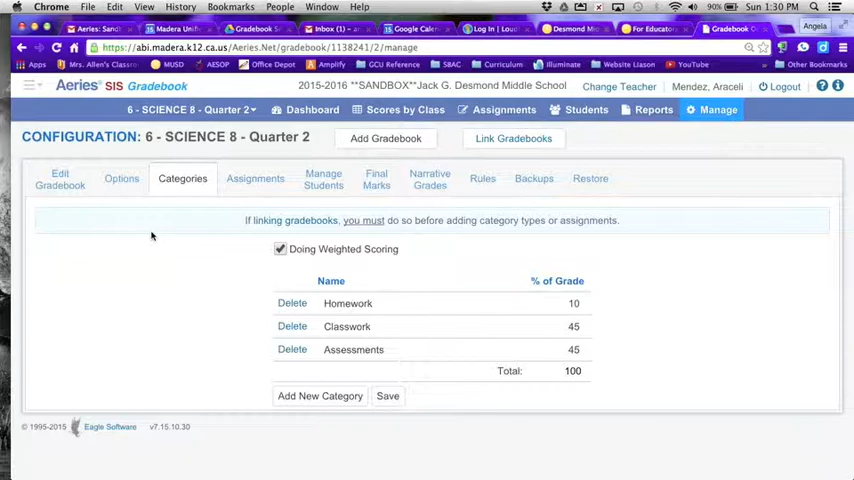 Chrome File Edit View History Bookmarks People Window Help 90% Sun 1:30 PM
Aeries: Sand Madera Unifi Gradebook S Inbox (1) – a Google Caler Log In | Loud Desmond Mid For Educators Gradebook O Angela
https://abi.madera.k12.ca.us/Aeries.Net/gradebook/1138241/2/manage
Apps Mrs. Allen's Classro MUSD AESOP Office Depot Amplify GCU Reference SBAC Curriculum Illuminate Website Liason YouTube Other Bookmarks
Aeries SIS Gradebook 2015-2016 **SANDBOX**Jack G. Desmond Middle School Change Teacher Mendez, Araceli Logout
6 - SCIENCE 8 - Quarter 2 Dashboard Scores by Class Assignments Students Reports Manage
CONFIGURATION: 6 - SCIENCE 8 - Quarter 2 Add Gradebook Link Gradebooks
Edit Gradebook Options Categories Assignments Manage Students Final Marks Narrative Grades Rules Backups Restore
If linking gradebooks, you must do so before adding category types or assignments.
Doing Weighted Scoring
Name % of Grade
Delete Homework 10
Delete Classwork 45
Delete Assessments 45
Total: 100
Add New Category Save
© 1995-2015 Eagle Software v7.15.10.30